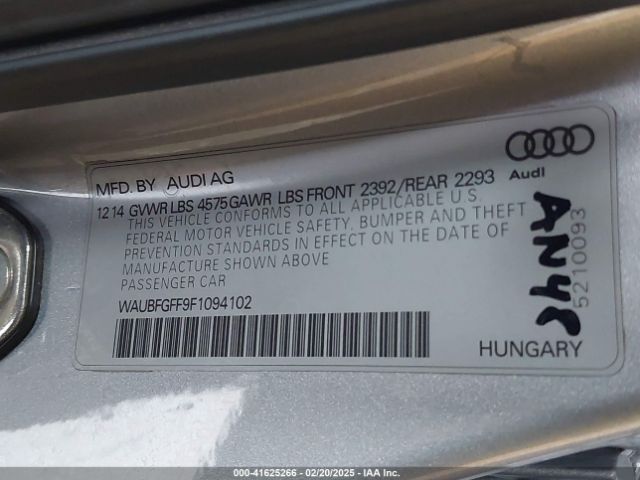 MFD. BY AUDI AG
Audi
12 14 GVWR LBS 4575 GAWR LBS FRONT 2392/REAR 2293
THIS VEHICLE CONFORMS TO ALL APPLICABLE U.S.
FEDERAL MOTOR VEHICLE SAFETY, BUMPER AND THEFT
PREVENTION STANDARDS IN EFFECT ON THE DATE OF
MANUFACTURE SHOWN ABOVE
PASSENGER CAR
WAUBFGFF9F1094102
HUNGARY
5210093
000-41625266 - 02/20/2025 - IAA Inc.